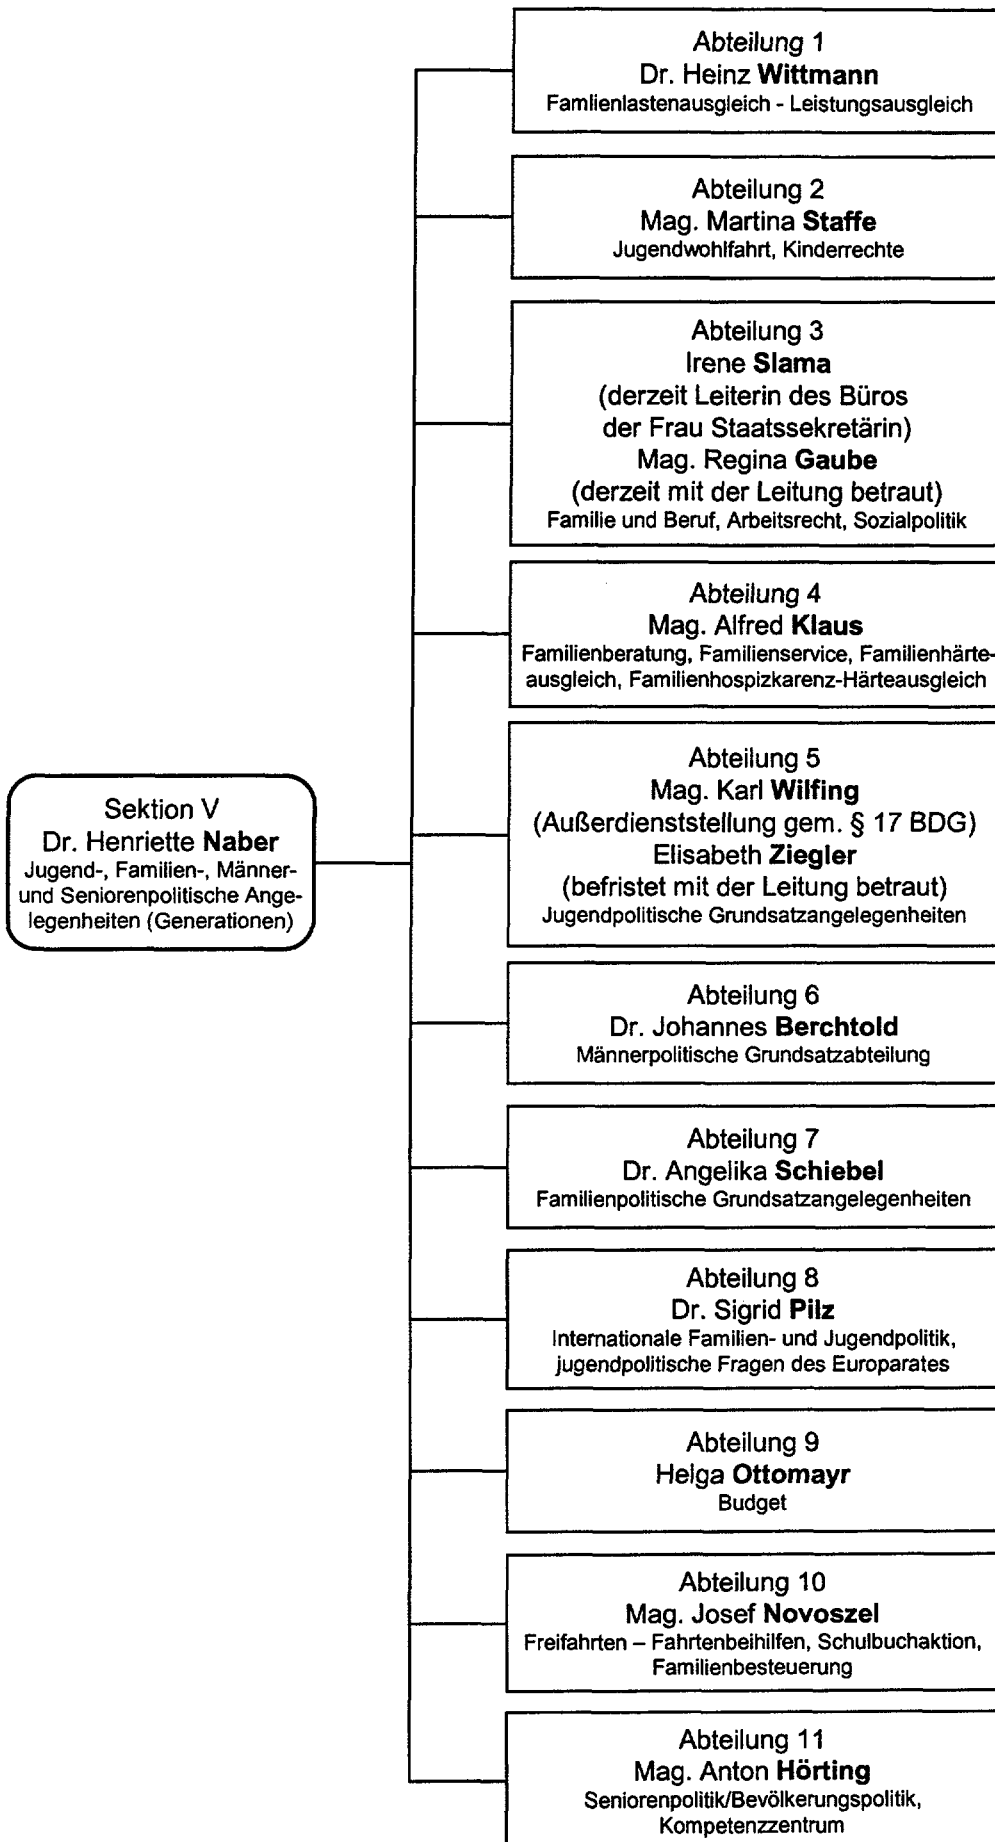 Abteilung 1
Dr. Heinz Wittmann
Famlienlastenausgleich - Leistungsausgleich
Abteilung 2
Mag. Martina Staffe
Jugendwohlfahrt, Kinderrechte
Abteilung 3
Irene Slama
(derzeit Leiterin des Büros
der Frau Staatssekretärin)
Mag. Regina Gaube
(derzeit mit der Leitung betraut)
Familie und Beruf, Arbeitsrecht, Sozialpolitik
Abteilung 4
Mag. Alfred Klaus
Familienberatung, Familienservice, Familienhärte-
ausgleich, Familienhospizkarenz-Härteausgleich
Sektion V
Dr. Henriette Naber
Jugend-, Familien-, Männer-
und Seniorenpolitische Ange-
legenheiten (Generationen)
Abteilung 5
Mag. Karl Wilfing
(Außerdienststellung gem. § 17 BDG)
Elisabeth Ziegler
(befristet mit der Leitung betraut)
Jugendpolitische Grundsatzangelegenheiten
Abteilung 6
Dr. Johannes Berchtold
Männerpolitische Grundsatzabteilung
Abteilung 7
Dr. Angelika Schiebel
Familienpolitische Grundsatzangelegenheiten
Abteilung 8
Dr. Sigrid Pilz
Internationale Familien- und Jugendpolitik,
jugendpolitische Fragen des Europarates
Abteilung 9
Helga Ottomayr
Budget
Abteilung 10
Mag. Josef Novoszel
Freifahrten – Fahrtenbeihilfen, Schulbuchaktion,
Familienbesteuerung
Abteilung 11
Mag. Anton Hörting
Seniorenpolitik/Bevölkerungspolitik,
Kompetenzzentrum